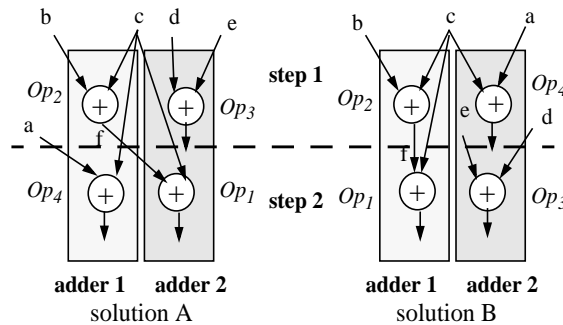 b c d e b c a
step 1
Op2 + + Op3 Op2 + + Op4
a f f e d
Op4 + + Op1 Op1 + + Op3
step 2
adder 1 adder 2 adder 1 adder 2
solution A solution B